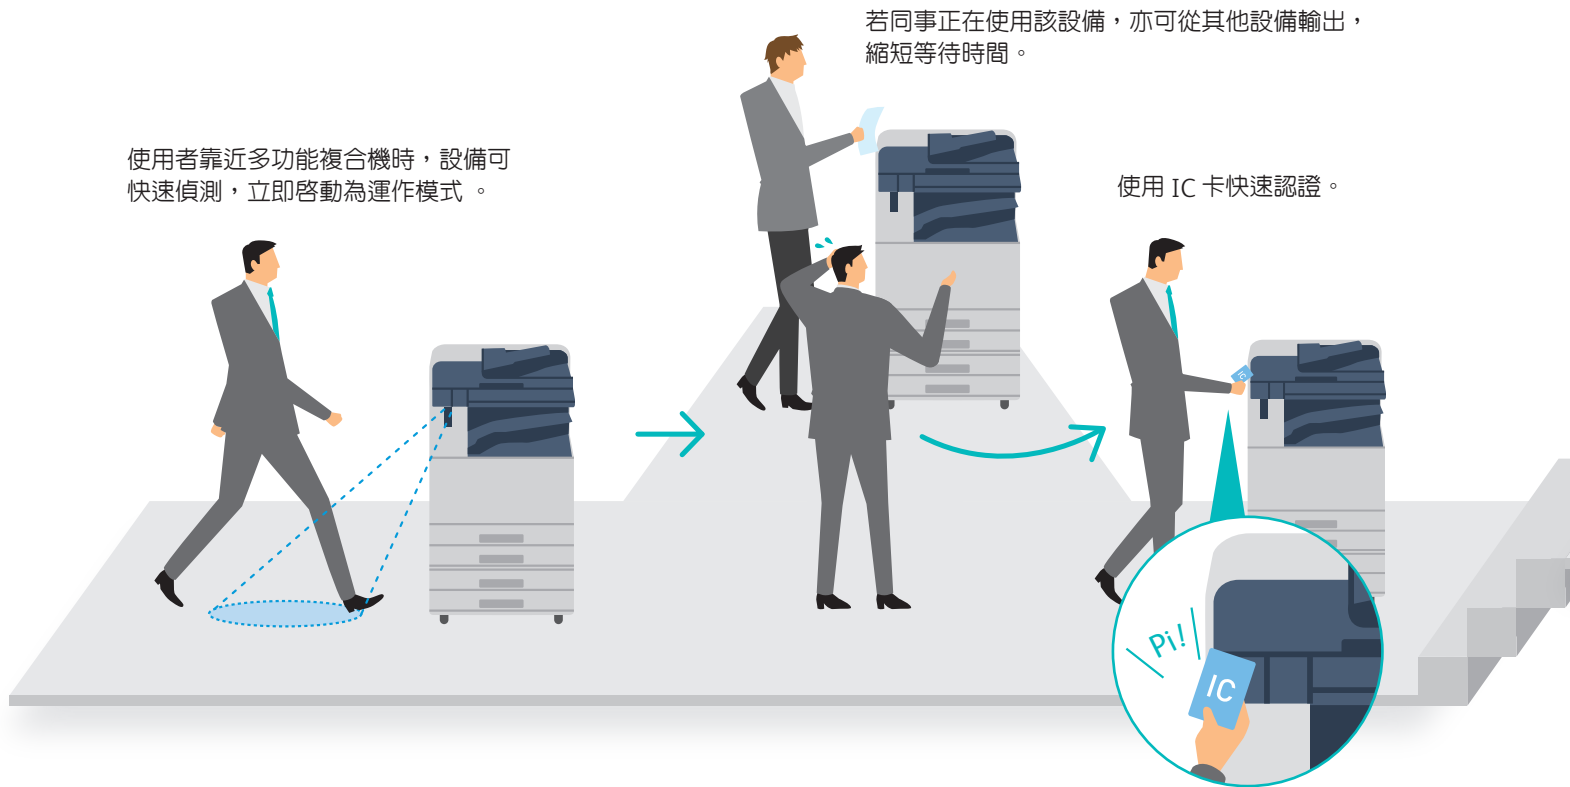 若同事正在使用該設備，亦可從其他設備輸出，
縮短等待時間。
使用者靠近多功能複合機時，設備可
快速偵測，立即啓動為運作模式 。
使用 IC 卡快速認證。
IC
Pi!
IC